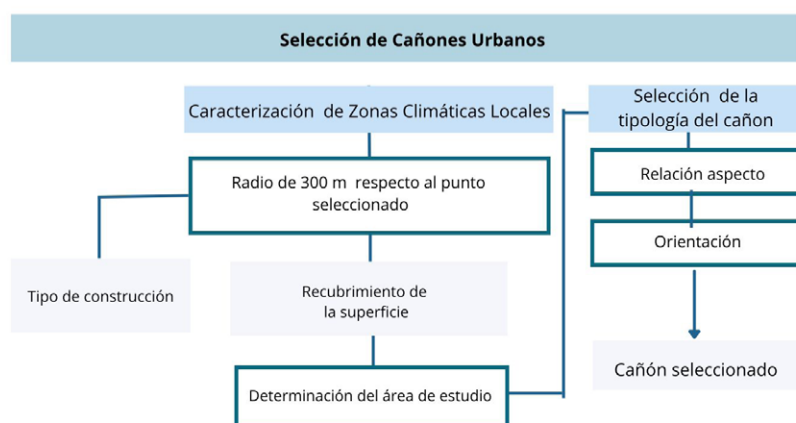 Selección de Cañones Urbanos
Caracterización de Zonas Climáticas Locales
Radio de 300 m respecto al punto
seleccionado
Tipo de construcción
Recubrimiento de
la superficie
Determinación del área de estudio
Selección de la
tipología del cañon
Relación aspecto
Orientación
Cañón seleccionado